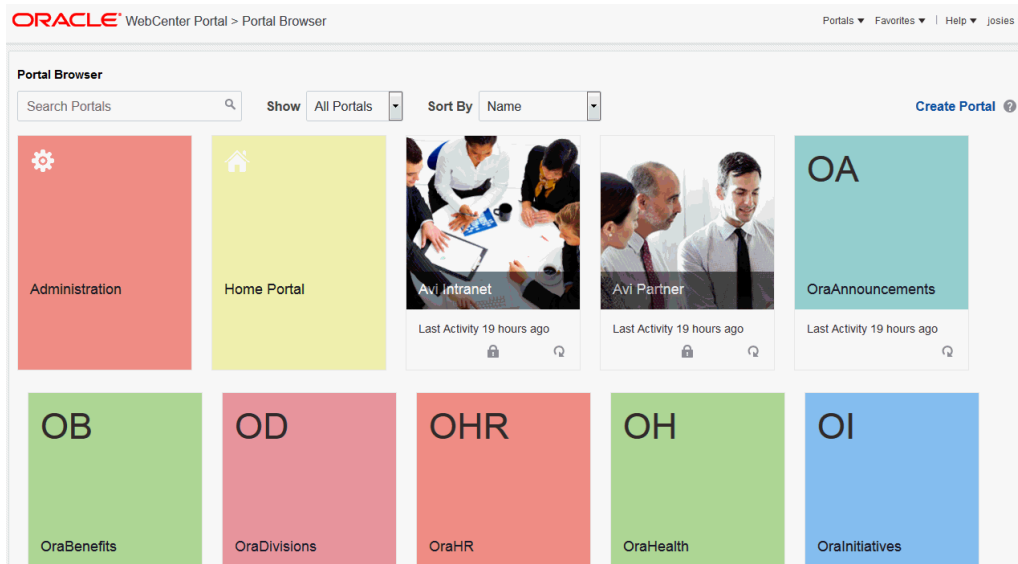 ORACLE WebCenter Portal > Portal Browser Portals Favorites | Help josies
Portal Browser
Search Portals Show All Portals Sort By Name Create Portal ?
Administration Home Portal Avi Intranet Avi Partner OA OraAnnouncements
Last Activity 19 hours ago Last Activity 19 hours ago Last Activity 19 hours ago
OB OD OHR OH OI
OraBenefits OraDivisions OraHR OraHealth OraInitiatives